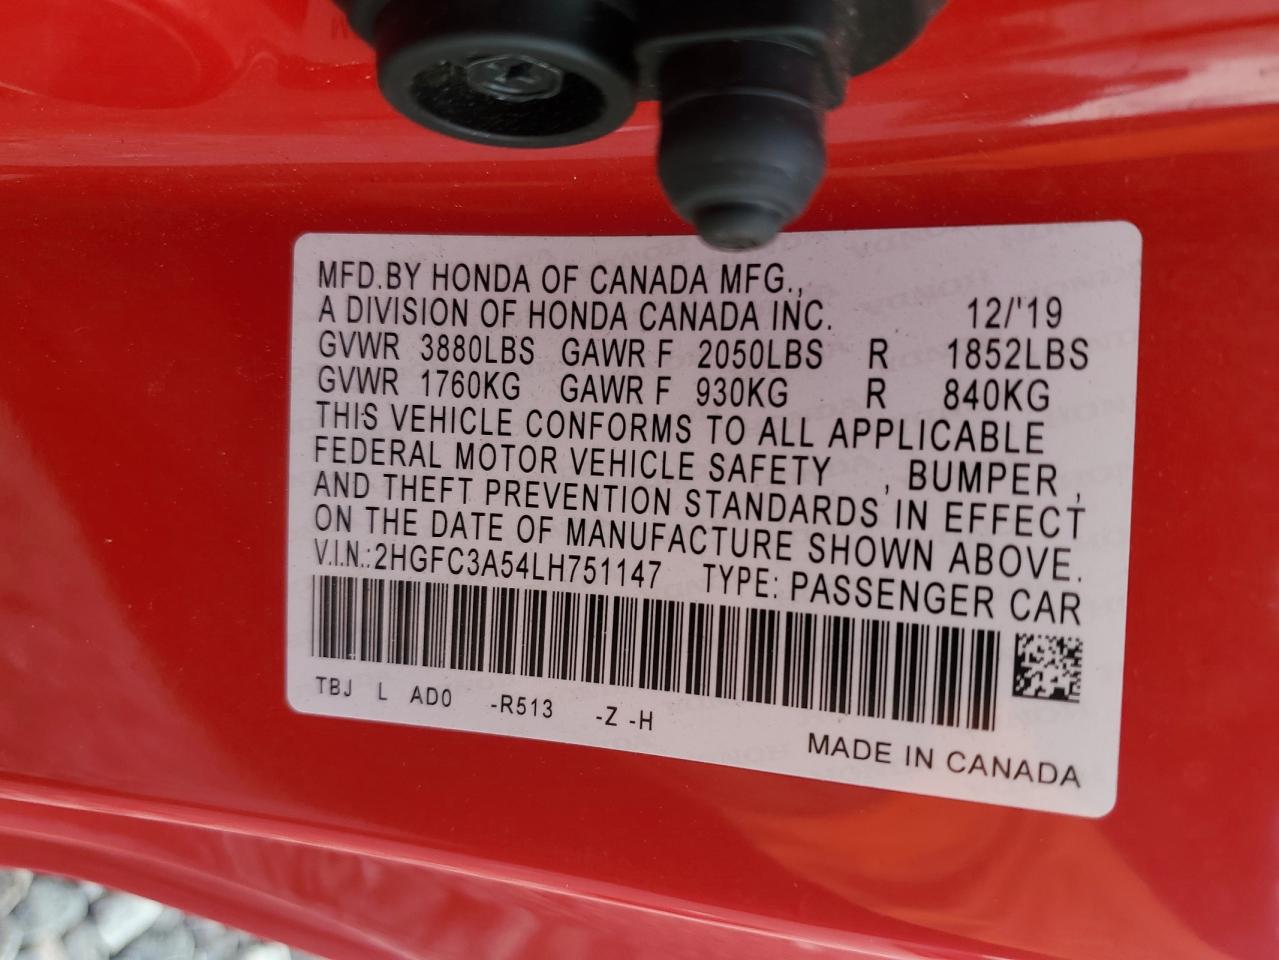 MFD.BY HONDA OF CANADA MFG.,
A DIVISION OF HONDA CANADA INC. 12/'19
GVWR 3880LBS GAWR F 2050LBS R 1852LBS
GVWR 1760KG GAWR F 930KG R 840KG
THIS VEHICLE CONFORMS TO ALL APPLICABLE
FEDERAL MOTOR VEHICLE SAFETY , BUMPER ,
AND THEFT PREVENTION STANDARDS IN EFFECT
ON THE DATE OF MANUFACTURE SHOWN ABOVE.
V.I.N.:2HGFC3A54LH751147 TYPE: PASSENGER CAR
TBJ L AD0 -R513 -Z -H
MADE IN CANADA